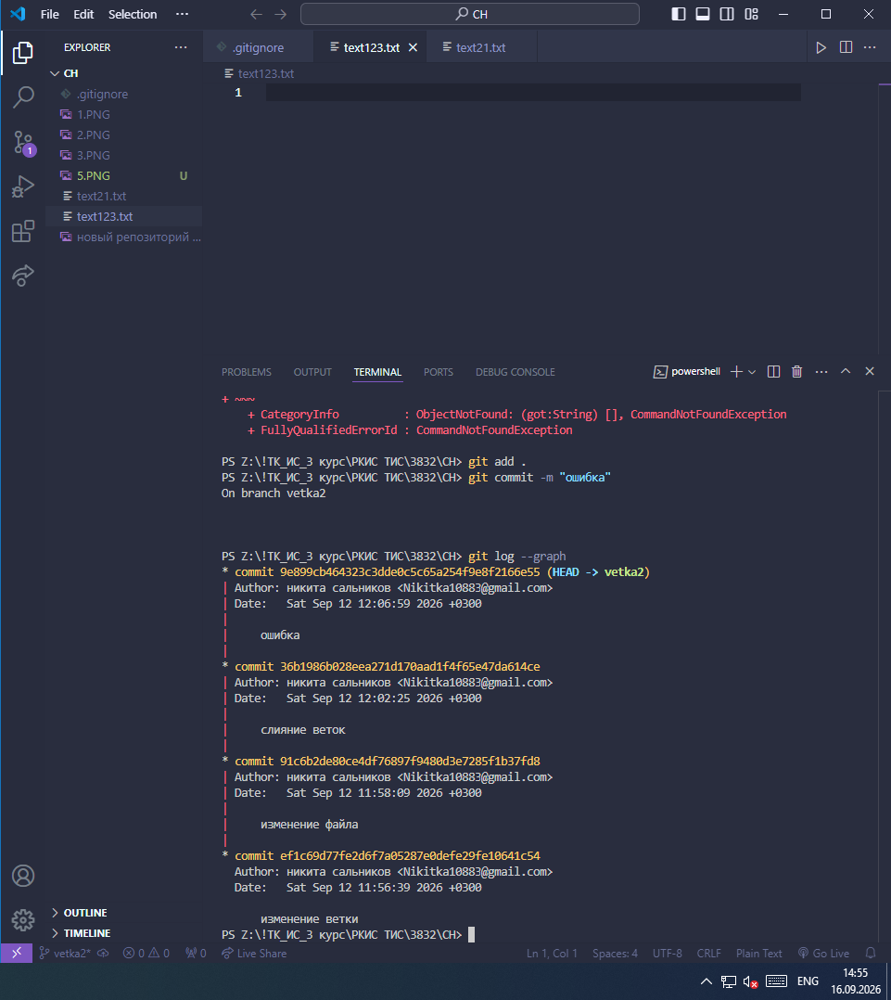 File Edit Selection ···
CH
EXPLORER ···
CH
.gitignore
1.PNG
2.PNG
3.PNG
5.PNG U
text21.txt
text123.txt
новый репозиторий ...
.gitignore
text123.txt
text21.txt
text123.txt
1
1
PROBLEMS OUTPUT TERMINAL PORTS DEBUG CONSOLE
powershell
+ CategoryInfo : ObjectNotFound: (got:String) [], CommandNotFoundException
+ FullyQualifiedErrorId : CommandNotFoundException
PS Z:\!ТК_ИС_3 курс\РКИС ТИС\3832\CH> git add .
PS Z:\!ТК_ИС_3 курс\РКИС ТИС\3832\CH> git commit -m "ошибка"
On branch vetka2
PS Z:\!ТК_ИС_3 курс\РКИС ТИС\3832\CH> git log --graph
* commit 9e899cb464323c3dde0c5c65a254f9e8f2166e55 (HEAD -> vetka2)
| Author: никита сальников <Nikitka10883@gmail.com>
| Date:   Sat Sep 12 12:06:59 2026 +0300
|
|     ошибка
|
* commit 36b1986b028eea271d170aad1f4f65e47da614ce
| Author: никита сальников <Nikitka10883@gmail.com>
| Date:   Sat Sep 12 12:02:25 2026 +0300
|
|     слияние веток
|
* commit 91c6b2de80ce4df76897f9480d3e7285f1b37fd8
| Author: никита сальников <Nikitka10883@gmail.com>
| Date:   Sat Sep 12 11:58:09 2026 +0300
|
|     изменение файла
|
* commit ef1c69d77fe2d6f7a05287e0defe29fe10641c54
  Author: никита сальников <Nikitka10883@gmail.com>
  Date:   Sat Sep 12 11:56:39 2026 +0300
      изменение ветки
PS Z:\!ТК_ИС_3 курс\РКИС ТИС\3832\CH>
OUTLINE
TIMELINE
vetka2* 0 0 0 Live Share Ln 1, Col 1 Spaces: 4 UTF-8 CRLF Plain Text Go Live
ENG
14:55
16.09.2026